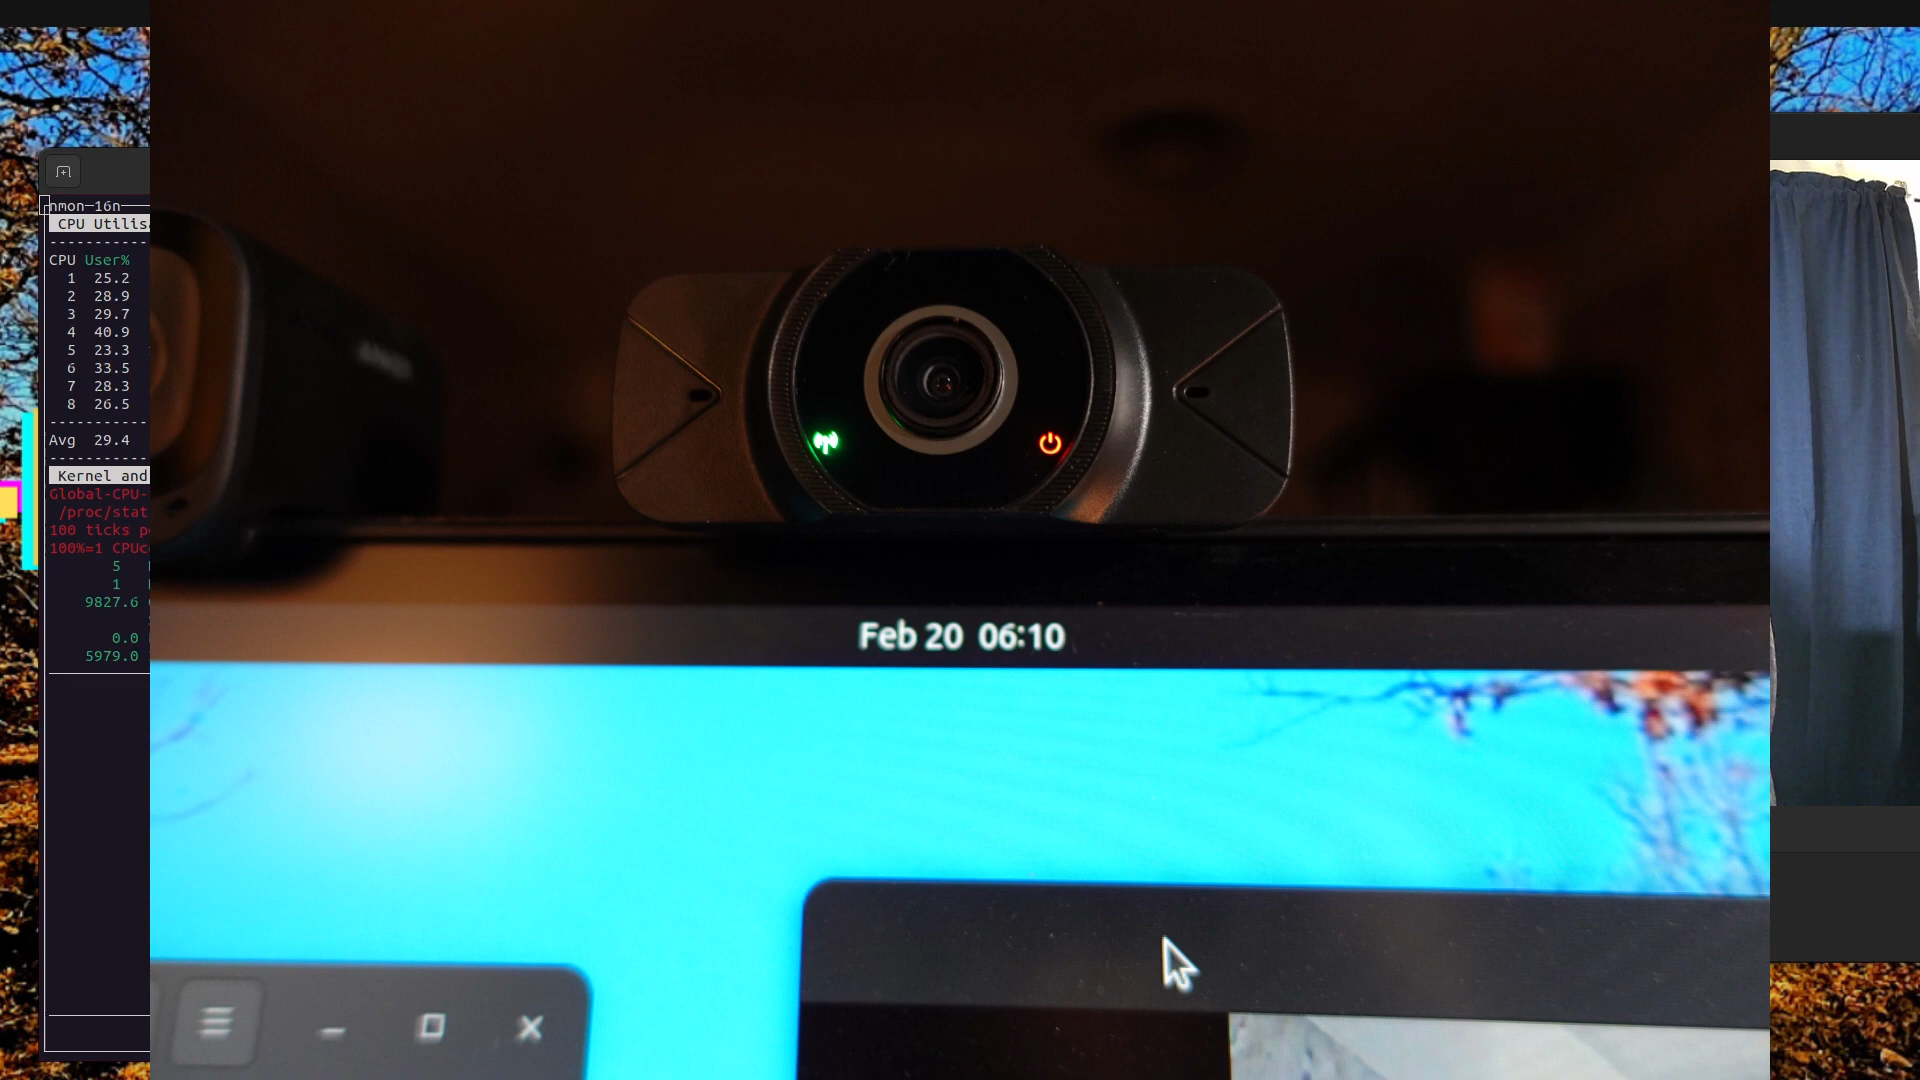 nmon-16n
CPU Utilis
CPU User%
1 25.2
2 28.9
3 29.7
4 40.9
5 23.3
6 33.5
7 28.3
8 26.5
Avg 29.4
Kernel and
Global-CPU-
/proc/stat
100 ticks p
100%=1 CPU
5
1
9827.6
0.0
5979.0
ANKER
Feb 20 06:10